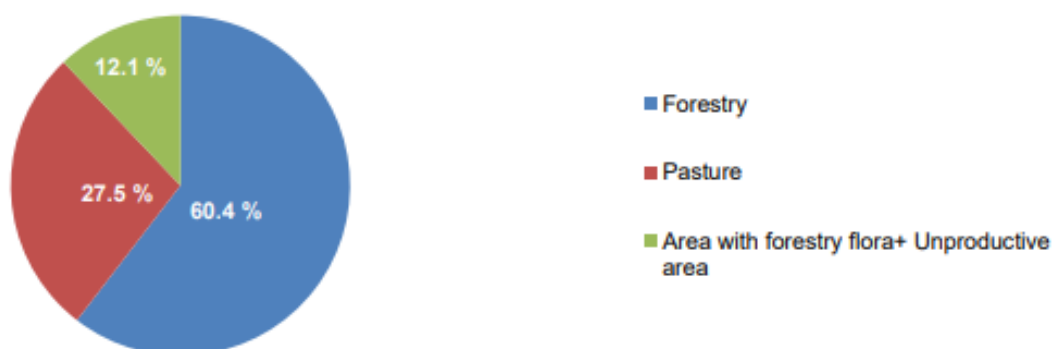 12.1 %
27.5 %
60.4 %
Forestry
Pasture
Area with forestry flora+ Unproductive
area